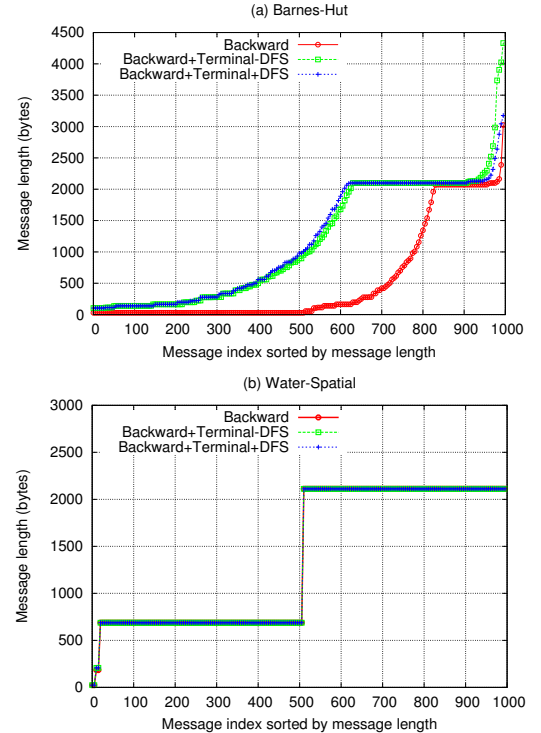 (a) Barnes-Hut
Message length (bytes)
4500
4000
3500
3000
2500
2000
1500
1000
500
0
Backward
Backward+Terminal-DFS
Backward+Terminal+DFS
0 100 200 300 400 500 600 700 800 900 1000
Message index sorted by message length
(b) Water-Spatial
Message length (bytes)
3000
2500
2000
1500
1000
500
0
Backward
Backward+Terminal-DFS
Backward+Terminal+DFS
0 100 200 300 400 500 600 700 800 900 1000
Message index sorted by message length